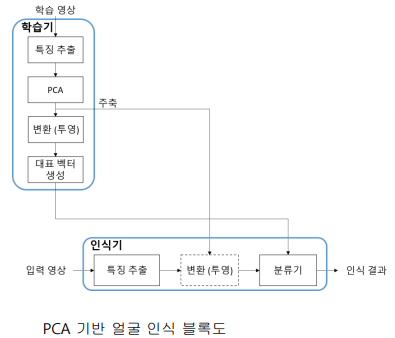 학습 영상
학습기
특징 추출
PCA
주축
변환 (투영)
대표 벡터
생성
인식기
입력 영상
특징 추출
변환 (투영)
분류기
인식 결과
PCA 기반 얼굴 인식 블록도